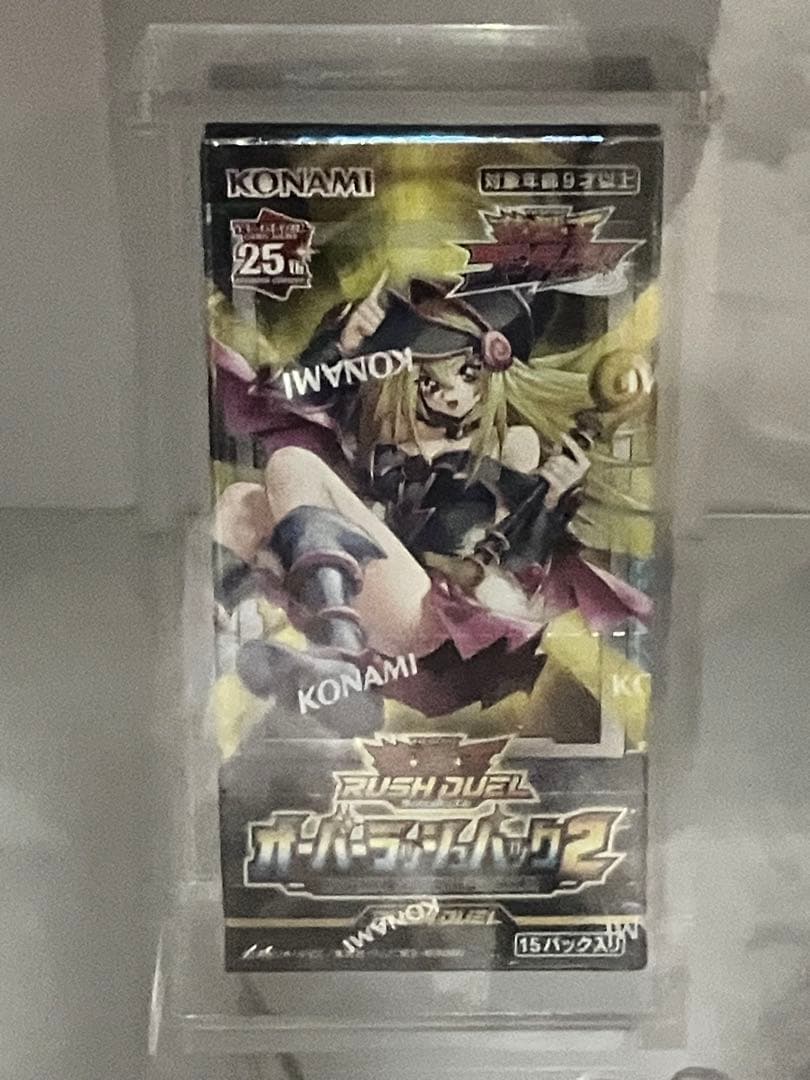 KONAMI
対象年齢9才以上
25th
KONAMI
KONAMI
RUSH DUEL
オーバーラッシュパック2
KONAMI
DUEL
15パック入り